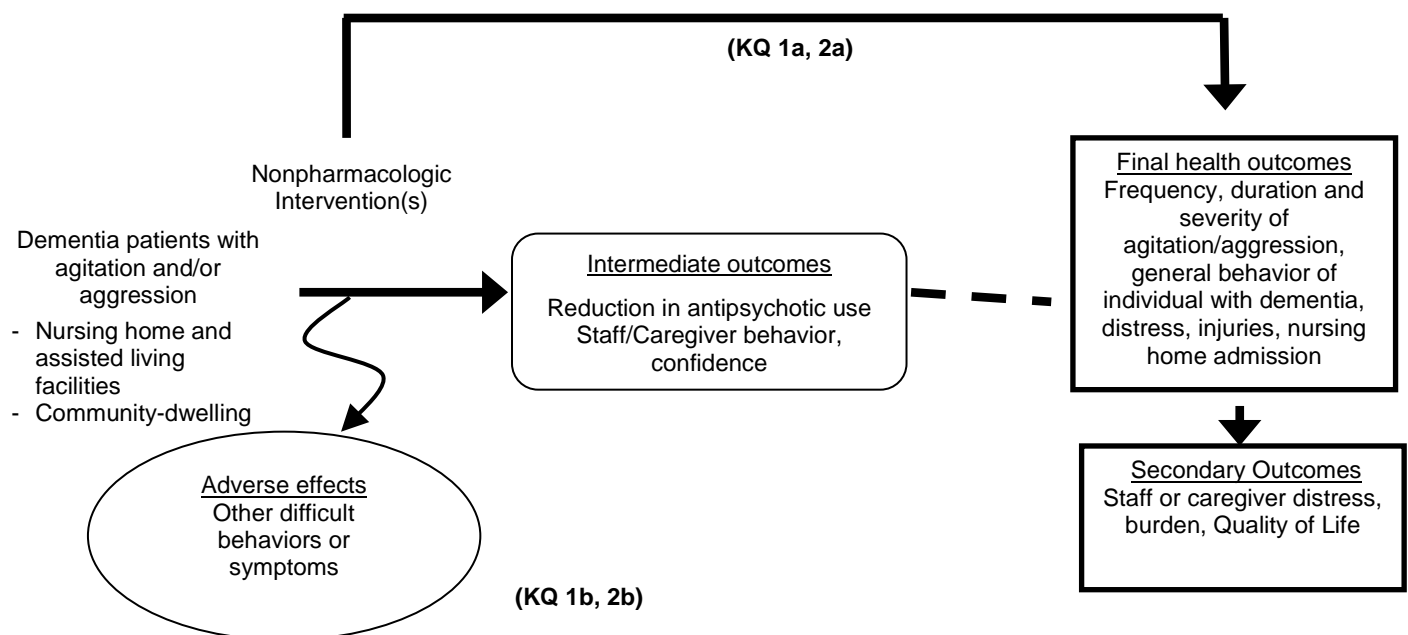 (KQ 1a, 2a)
Nonpharmacologic
Intervention(s)
Dementia patients with
agitation and/or
aggression
- Nursing home and
assisted living
facilities
- Community-dwelling
Intermediate outcomes
Reduction in antipsychotic use
Staff/Caregiver behavior,
confidence
Final health outcomes
Frequency, duration and
severity of
agitation/aggression,
general behavior of
individual with dementia,
distress, injuries, nursing
home admission
Adverse effects
Other difficult
behaviors or
symptoms
(KQ 1b, 2b)
Secondary Outcomes
Staff or caregiver distress,
burden, Quality of Life